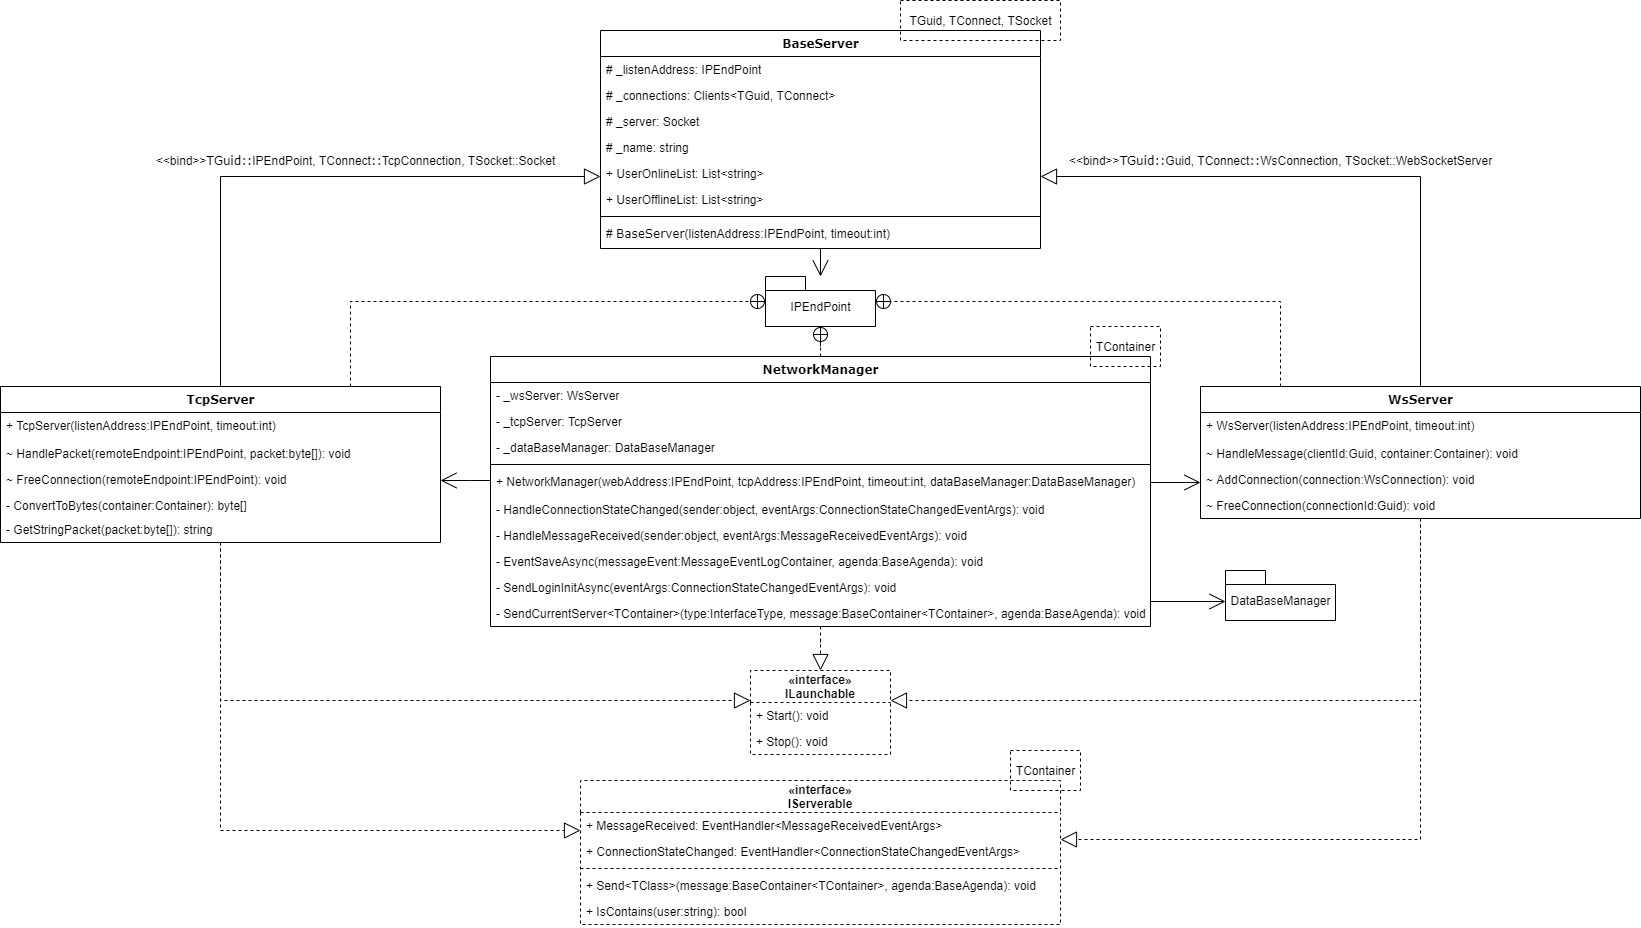 TGuid, TConnect, TSocket
BaseServer
# _listenAddress: IPEndPoint
# _connections: Clients<TGuid, TConnect>
# _server: Socket
# _name: string
+ UserOnlineList: List<string>
+ UserOfflineList: List<string>
# BaseServer(listenAddress:IPEndPoint, timeout:int)
<<bind>>TGuid::IPEndPoint, TConnect::TcpConnection, TSocket::Socket
<<bind>>TGuid::Guid, TConnect::WsConnection, TSocket::WebSocketServer
IPEndPoint
TContainer
NetworkManager
- _wsServer: WsServer
- _tcpServer: TcpServer
- _dataBaseManager: DataBaseManager
+ NetworkManager(webAddress:IPEndPoint, tcpAddress:IPEndPoint, timeout:int, dataBaseManager:DataBaseManager)
- HandleConnectionStateChanged(sender:object, eventArgs:ConnectionStateChangedEventArgs): void
- HandleMessageReceived(sender:object, eventArgs:MessageReceivedEventArgs): void
- EventSaveAsync(messageEvent:MessageEventLogContainer, agenda:BaseAgenda): void
- SendLoginInitAsync(eventArgs:ConnectionStateChangedEventArgs): void
- SendCurrentServer<TContainer>(type:InterfaceType, message:BaseContainer<TContainer>, agenda:BaseAgenda): void
TcpServer
+ TcpServer(listenAddress:IPEndPoint, timeout:int)
~ HandlePacket(remoteEndpoint:IPEndPoint, packet:byte[]): void
~ FreeConnection(remoteEndpoint:IPEndPoint): void
- ConvertToBytes(container:Container): byte[]
- GetStringPacket(packet:byte[]): string
WsServer
+ WsServer(listenAddress:IPEndPoint, timeout:int)
~ HandleMessage(clientId:Guid, container:Container): void
~ AddConnection(connection:WsConnection): void
~ FreeConnection(connectionId:Guid): void
DataBaseManager
«interface»
ILaunchable
+ Start(): void
+ Stop(): void
TContainer
«interface»
IServerable
+ MessageReceived: EventHandler<MessageReceivedEventArgs>
+ ConnectionStateChanged: EventHandler<ConnectionStateChangedEventArgs>
+ Send<TClass>(message:BaseContainer<TContainer>, agenda:BaseAgenda): void
+ IsContains(user:string): bool